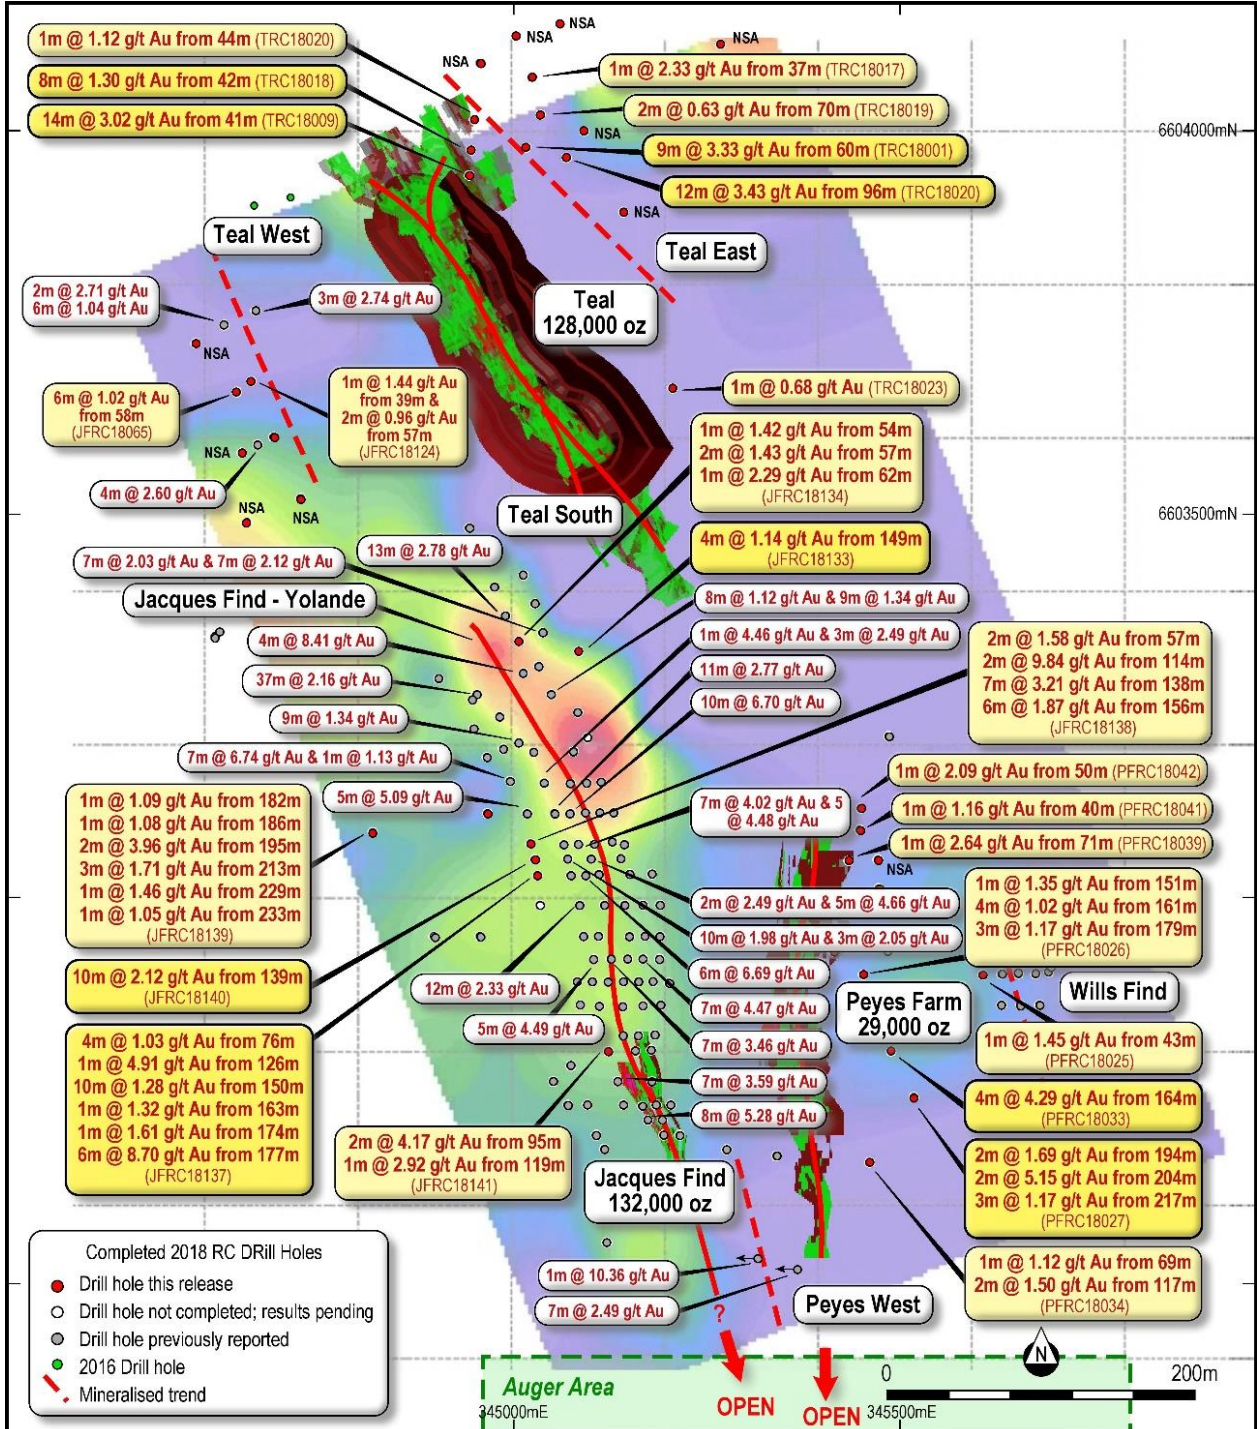 NSA
NSA
NSA
NSA
1m @ 1.12 g/t Au from 44m (TRC18020)
8m @ 1.30 g/t Au from 42m (TRC18018)
14m @ 3.02 g/t Au from 41m (TRC18009)
1m @ 2.33 g/t Au from 37m (TRC18017)
2m @ 0.63 g/t Au from 70m (TRC18019)
NSA
6604000mN
9m @ 3.33 g/t Au from 60m (TRC18001)
12m @ 3.43 g/t Au from 96m (TRC18020)
NSA
Teal West
Teal East
Teal
128,000 oz
2m @ 2.71 g/t Au
6m @ 1.04 g/t Au
3m @ 2.74 g/t Au
NSA
6m @ 1.02 g/t Au
from 58m
(JFRC18065)
1m @ 1.44 g/t Au
from 39m &
2m @ 0.96 g/t Au
from 57m
(JFRC18124)
1m @ 0.68 g/t Au (TRC18023)
1m @ 1.42 g/t Au from 54m
2m @ 1.43 g/t Au from 57m
1m @ 2.29 g/t Au from 62m
(JFRC18134)
NSA
4m @ 2.60 g/t Au
NSA
NSA
Teal South
6603500mN
4m @ 1.14 g/t Au from 149m
(JFRC18133)
13m @ 2.78 g/t Au
7m @ 2.03 g/t Au & 7m @ 2.12 g/t Au
Jacques Find - Yolande
8m @ 1.12 g/t Au & 9m @ 1.34 g/t Au
4m @ 8.41 g/t Au
1m @ 4.46 g/t Au & 3m @ 2.49 g/t Au
37m @ 2.16 g/t Au
11m @ 2.77 g/t Au
9m @ 1.34 g/t Au
10m @ 6.70 g/t Au
2m @ 1.58 g/t Au from 57m
2m @ 9.84 g/t Au from 114m
7m @ 3.21 g/t Au from 138m
6m @ 1.87 g/t Au from 156m
(JFRC18138)
7m @ 6.74 g/t Au & 1m @ 1.13 g/t Au
5m @ 5.09 g/t Au
1m @ 2.09 g/t Au from 50m (PFRC18042)
7m @ 4.02 g/t Au & 5
@ 4.48 g/t Au
1m @ 1.16 g/t Au from 40m (PFRC18041)
1m @ 2.64 g/t Au from 71m (PFRC18039)
NSA
1m @ 1.09 g/t Au from 182m
1m @ 1.08 g/t Au from 186m
2m @ 3.96 g/t Au from 195m
3m @ 1.71 g/t Au from 213m
1m @ 1.46 g/t Au from 229m
1m @ 1.05 g/t Au from 233m
(JFRC18139)
1m @ 1.35 g/t Au from 151m
4m @ 1.02 g/t Au from 161m
3m @ 1.17 g/t Au from 179m
(PFRC18026)
2m @ 2.49 g/t Au & 5m @ 4.66 g/t Au
10m @ 1.98 g/t Au & 3m @ 2.05 g/t Au
10m @ 2.12 g/t Au from 139m
(JFRC18140)
6m @ 6.69 g/t Au
12m @ 2.33 g/t Au
7m @ 4.47 g/t Au
Peyes Farm
29,000 oz
Wills Find
5m @ 4.49 g/t Au
7m @ 3.46 g/t Au
1m @ 1.45 g/t Au from 43m
(PFRC18025)
4m @ 1.03 g/t Au from 76m
1m @ 4.91 g/t Au from 126m
10m @ 1.28 g/t Au from 150m
1m @ 1.32 g/t Au from 163m
1m @ 1.61 g/t Au from 174m
6m @ 8.70 g/t Au from 177m
(JFRC18137)
7m @ 3.59 g/t Au
8m @ 5.28 g/t Au
4m @ 4.29 g/t Au from 164m
(PFRC18033)
2m @ 4.17 g/t Au from 95m
1m @ 2.92 g/t Au from 119m
(JFRC18141)
2m @ 1.69 g/t Au from 194m
2m @ 5.15 g/t Au from 204m
3m @ 1.17 g/t Au from 217m
(PFRC18027)
Jacques Find
132,000 oz
1m @ 1.12 g/t Au from 69m
2m @ 1.50 g/t Au from 117m
(PFRC18034)
1m @ 10.36 g/t Au
7m @ 2.49 g/t Au
Peyes West
?
Completed 2018 RC DRill Holes
Drill hole this release
Drill hole not completed; results pending
Drill hole previously reported
2016 Drill hole
Mineralised trend
N
0
200m
Auger Area
OPEN
OPEN
345000mE
345500mE